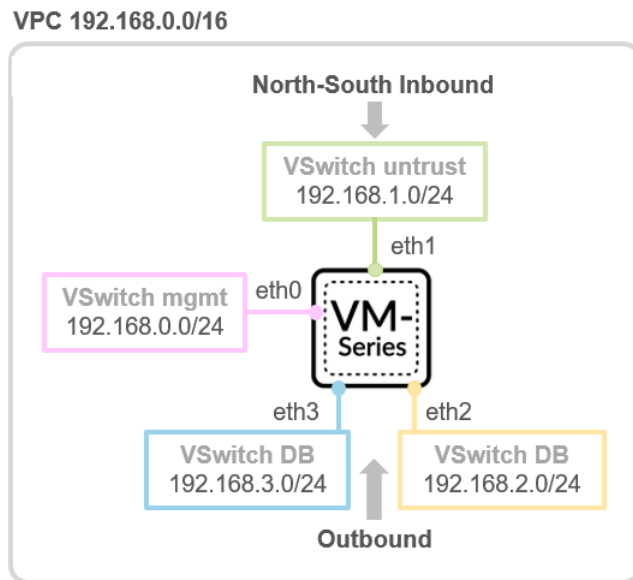 VPC 192.168.0.0/16
North-South Inbound
VSwitch untrust
192.168.1.0/24
eth1
eth0
VSwitch mgmt
192.168.0.0/24
VM-
Series
eth3
eth2
VSwitch DB
192.168.3.0/24
VSwitch DB
192.168.2.0/24
Outbound